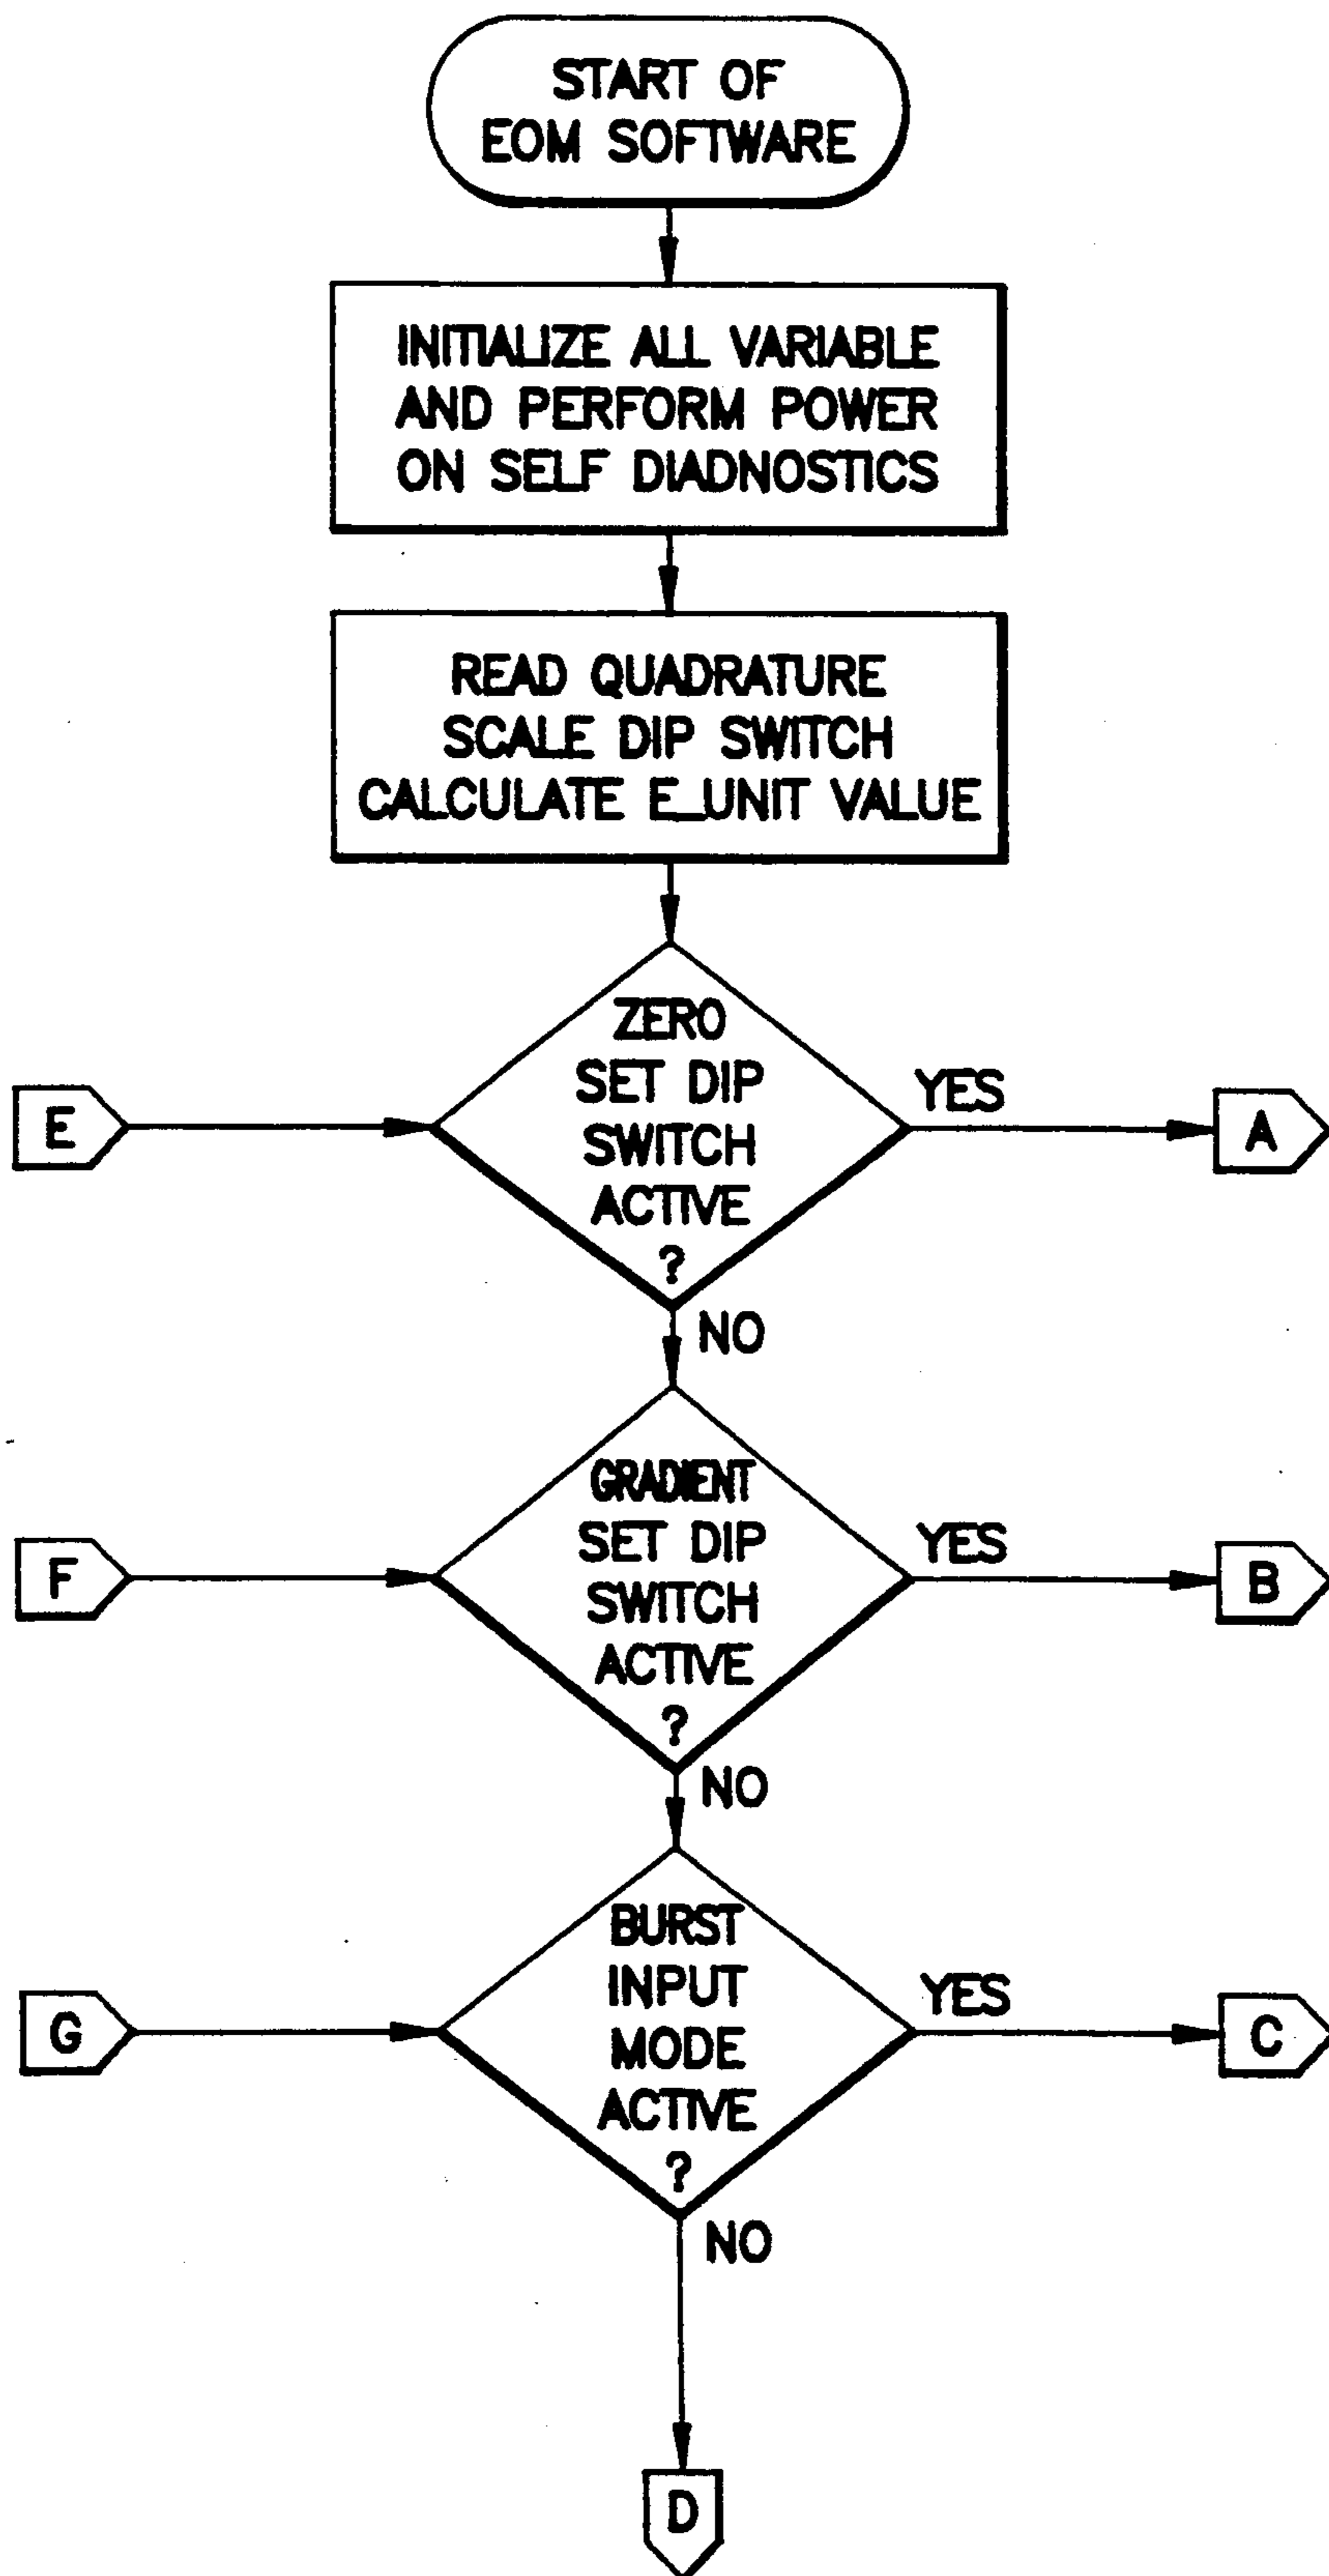 START OF
EOM SOFTWARE
INITIALIZE ALL VARIABLE
AND PERFORM POWER
ON SELF DIADNOSTICS
READ QUADRATURE
SCALE DIP SWITCH
CALCULATE E_UNIT VALUE
ZERO
SET DIP
SWITCH
ACTIVE
?
E
YES
A
NO
GRADIENT
SET DIP
SWITCH
ACTIVE
?
F
YES
B
NO
BURST
INPUT
MODE
ACTIVE
?
G
YES
C
NO
D